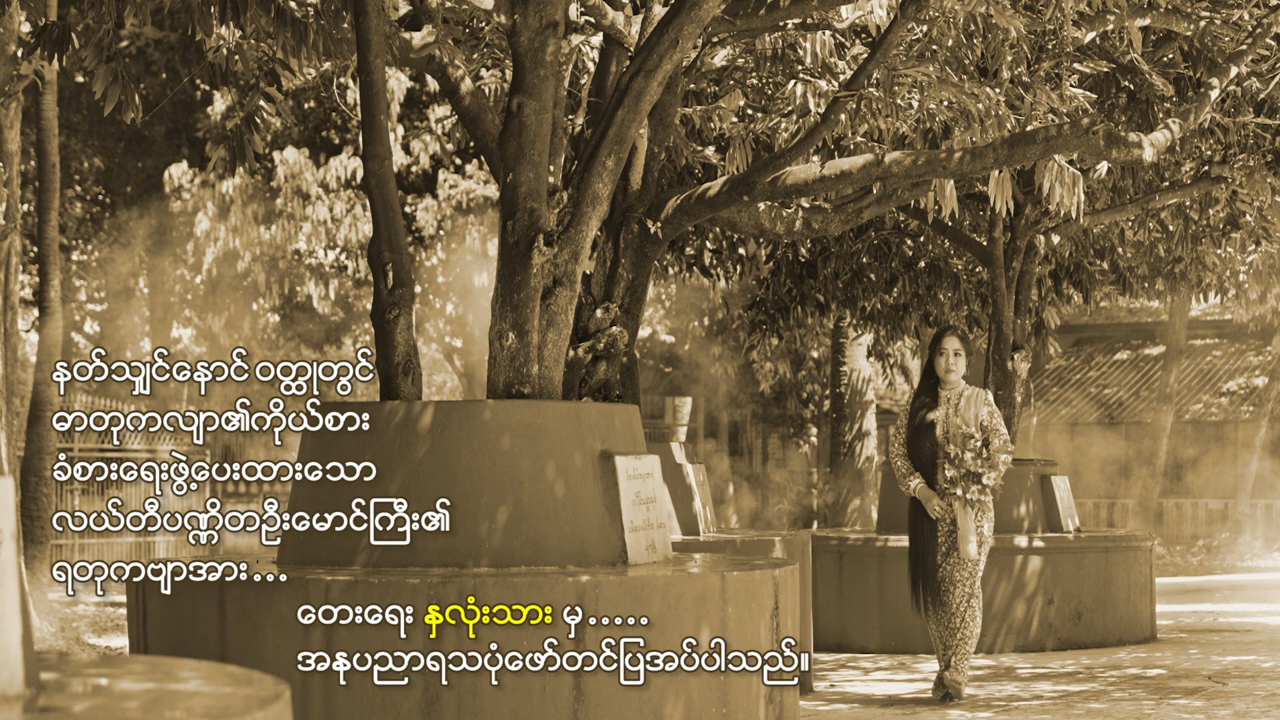 နတ်သျှင်နောင် ဝတ္ထုတွင်
ဓာတုကလျာ၏ကိုယ်စား
ခံစားရေးဖွဲ့ပေးထားသော
လယ်တီပဏ္ဍိတဦးမောင်ကြီး၏
ရတုကဗျာအား...
တေးရေး နှလုံးသား မှ.....
အနုပညာရသပုံဖော်တင်ပြအပ်ပါသည်။